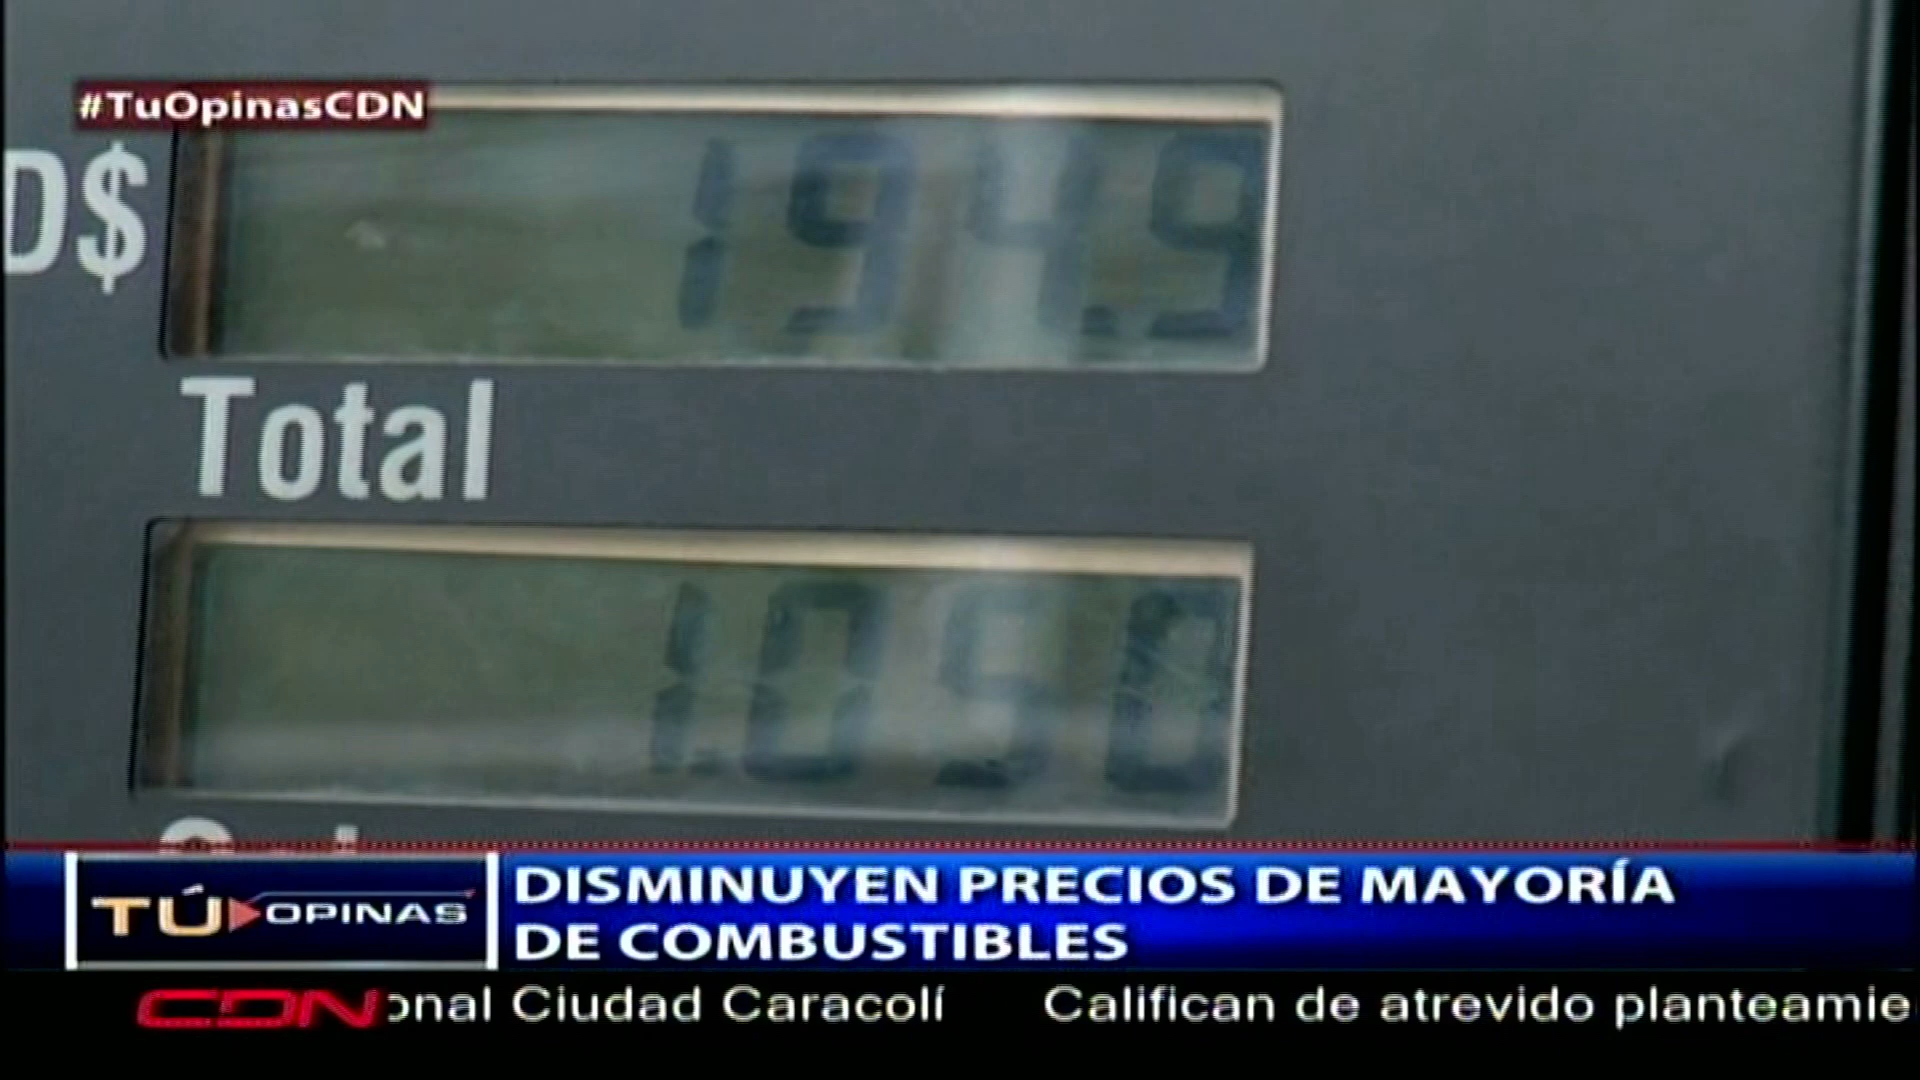 #TuOpinasCDN
D$
194.9
Total
1.050
TÚ OPINAS
DISMINUYEN PRECIOS DE MAYORÍA
DE COMBUSTIBLES
CDN
onal Ciudad Caracolí Califican de atrevido planteamie